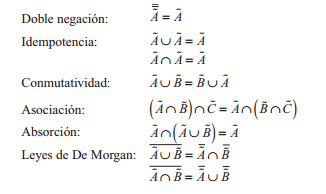 Doble negación: $\bar{\bar{\tilde{A}}} = \tilde{A}$
Idempotencia: $\tilde{A} \cup \tilde{A} = \tilde{A}$
$\tilde{A} \cap \tilde{A} = \tilde{A}$
Conmutatividad: $\tilde{A} \cup \tilde{B} = \tilde{B} \cup \tilde{A}$
Asociación: $(\tilde{A} \cap \tilde{B}) \cap \tilde{C} = \tilde{A} \cap (\tilde{B} \cap \tilde{C})$
Absorción: $\tilde{A} \cap (\tilde{A} \cup \tilde{B}) = \tilde{A}$
Leyes de De Morgan: $\overline{\tilde{A} \cup \tilde{B}} = \bar{\tilde{A}} \cap \bar{\tilde{B}}$
$\overline{\tilde{A} \cap \tilde{B}} = \bar{\tilde{A}} \cup \bar{\tilde{B}}$